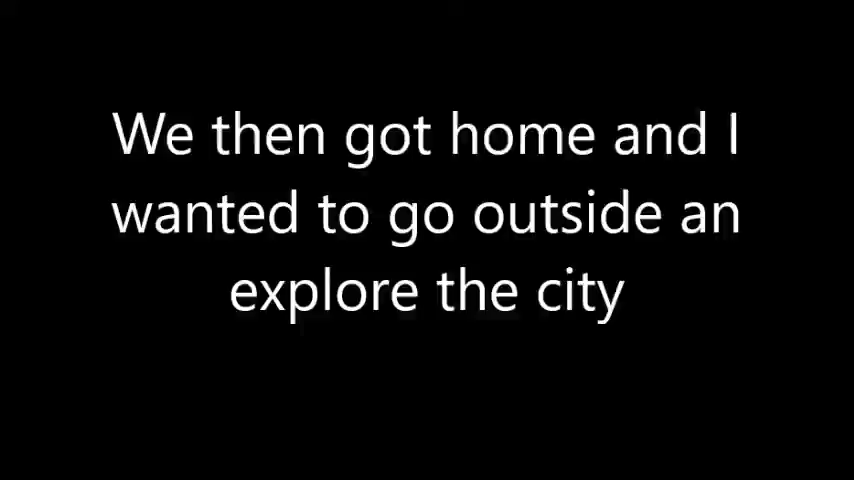 We then got home and I
wanted to go outside an
explore the city